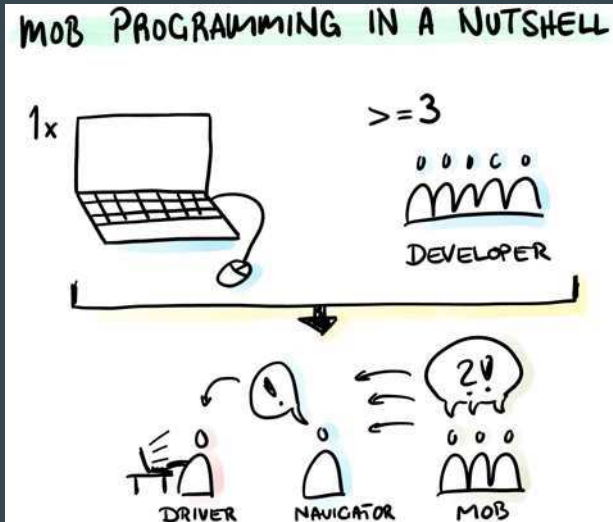 MOB PROGRAMMING IN A NUTSHELL
1x
>=3
DEVELOPER
!
?!
DRIVER
NAVIGATOR
MOB